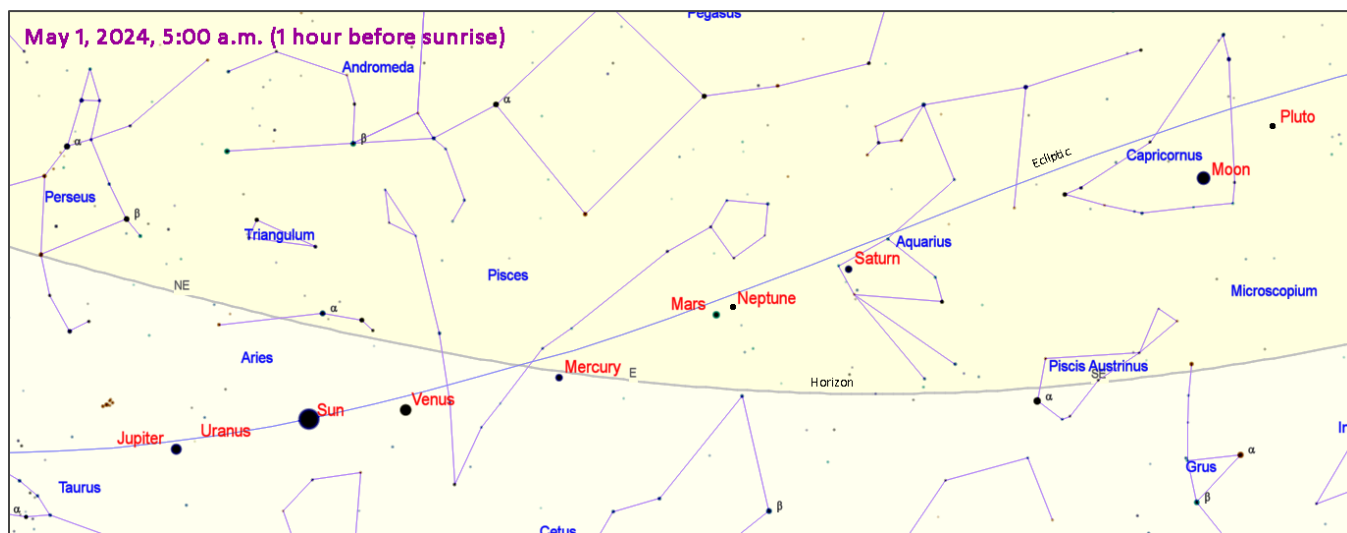 May 1, 2024, 5:00 a.m. (1 hour before sunrise)
Pegasus
Andromeda
α
α
β
Pluto
Ecliptic
Capricornus
Moon
Perseus
β
Triangulum
Aquarius
Saturn
Pisces
NE
Microscopium
Mars
Neptune
α
Aries
Mercury
E
Horizon
Piscis Austrinus
SE
α
Venus
Sun
Uranus
Jupiter
α
Grus
Taurus
β
α
β
Cetus